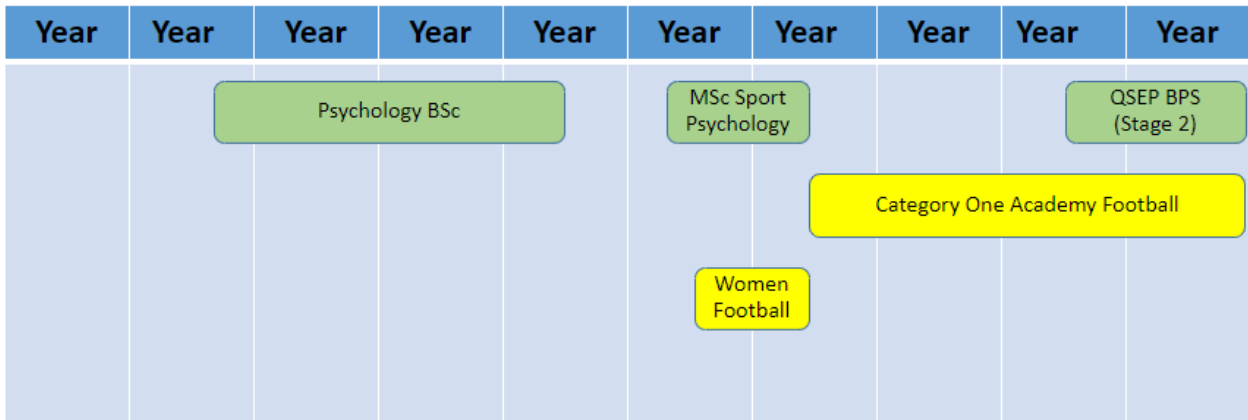 Year Year Year Year Year Year Year Year Year Year
Psychology BSc
MSc Sport
Psychology
QSEP BPS
(Stage 2)
Category One Academy Football
Women
Football